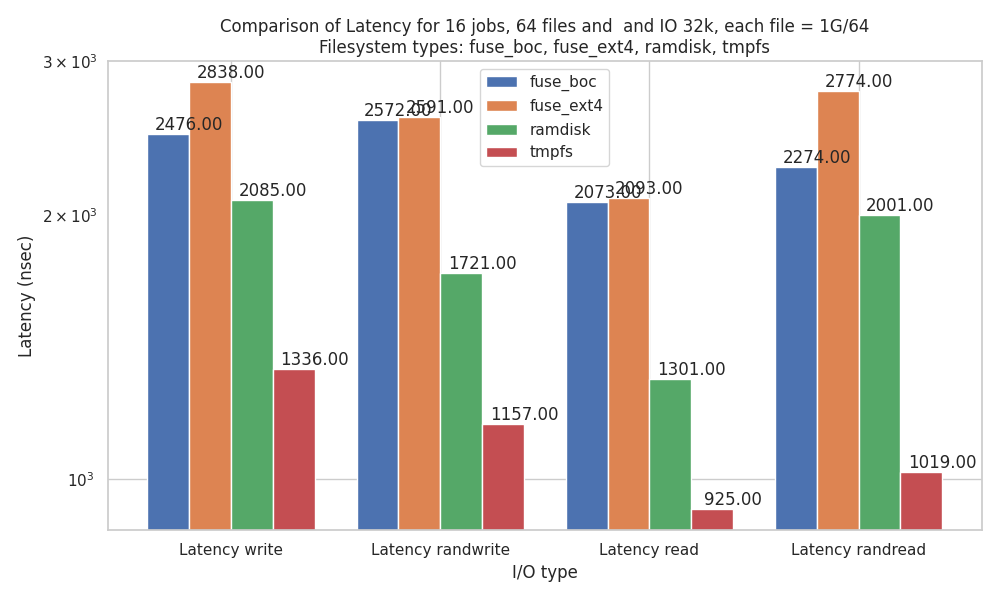 Comparison of Latency for 16 jobs, 64 files and  and IO 32k, each file = 1G/64
Filesystem types: fuse_boc, fuse_ext4, ramdisk, tmpfs
3 × 10³
2 × 10³
10³
Latency (nsec)
fuse_boc
fuse_ext4
ramdisk
tmpfs
2476.00
2838.00
2085.00
1336.00
2572.00
2591.00
1721.00
1157.00
2073.00
2093.00
1301.00
925.00
2274.00
2774.00
2001.00
1019.00
Latency write
Latency randwrite
Latency read
Latency randread
I/O type